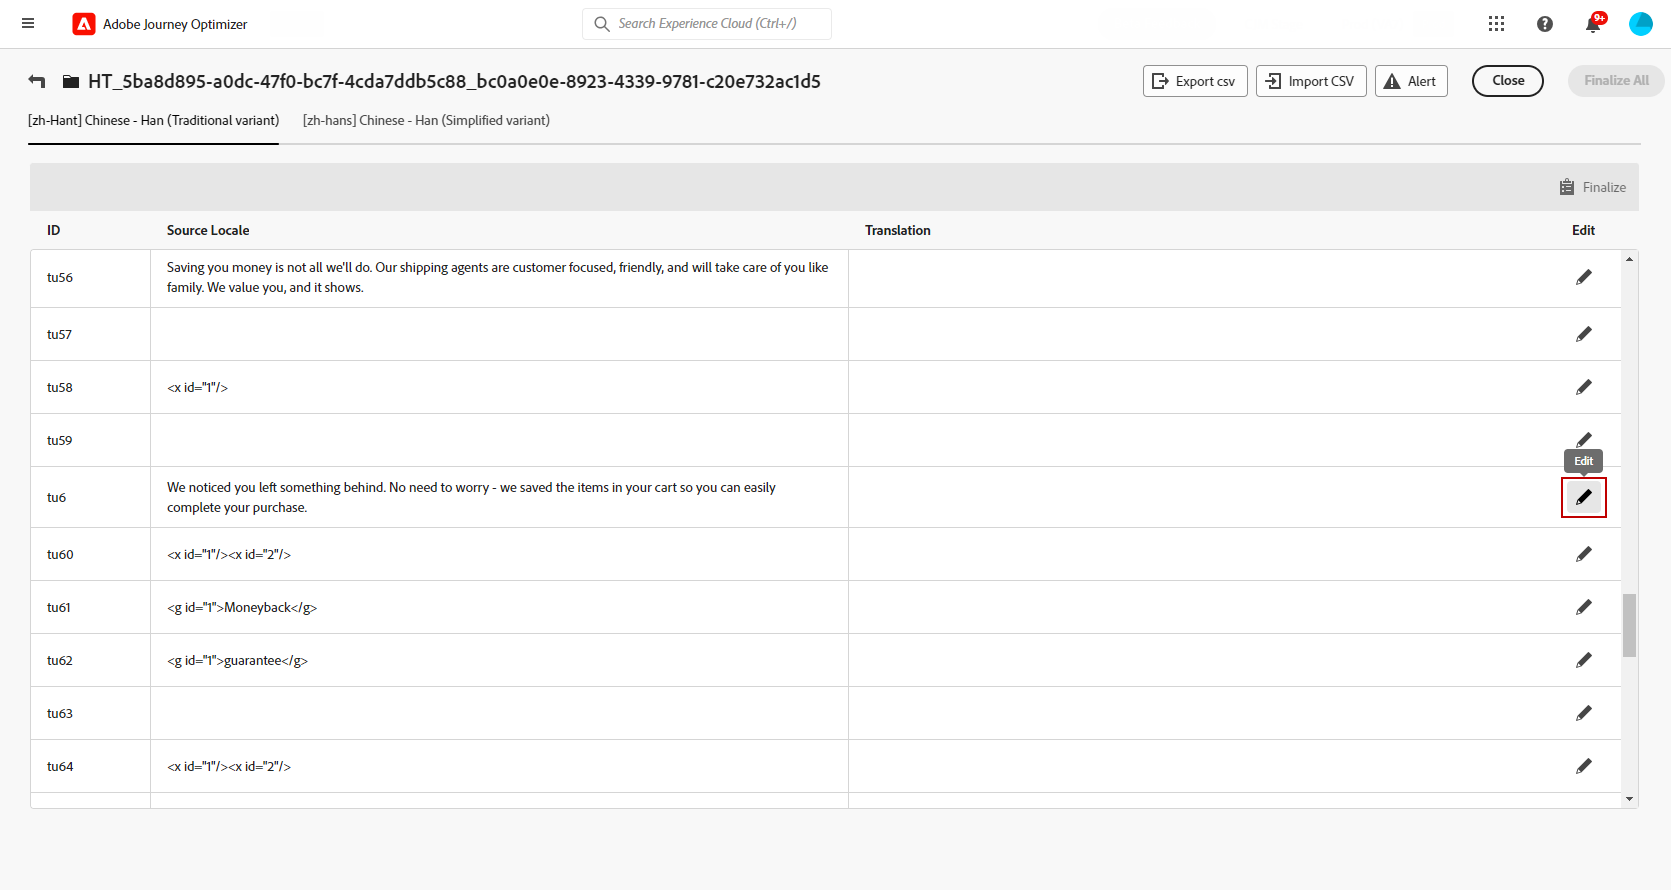 Adobe Journey Optimizer
Search Experience Cloud (Ctrl+/)
9+
HT_5ba8d895-a0dc-47f0-bc7f-4cda7ddb5c88_bc0a0e0e-8923-4339-9781-c20e732ac1d5
Export csv
Import CSV
Alert
Close
Finalize All
[zh-Hant] Chinese - Han (Traditional variant)
[zh-hans] Chinese - Han (Simplified variant)
Finalize
ID
Source Locale
Translation
Edit
tu56
Saving you money is not all we'll do. Our shipping agents are customer focused, friendly, and will take care of you like
family. We value you, and it shows.
tu57
tu58
<x id="1"/>
tu59
Edit
tu6
We noticed you left something behind. No need to worry - we saved the items in your cart so you can easily
complete your purchase.
tu60
<x id="1"/><x id="2"/>
tu61
<g id="1">Moneyback</g>
tu62
<g id="1">guarantee</g>
tu63
tu64
<x id="1"/><x id="2"/>